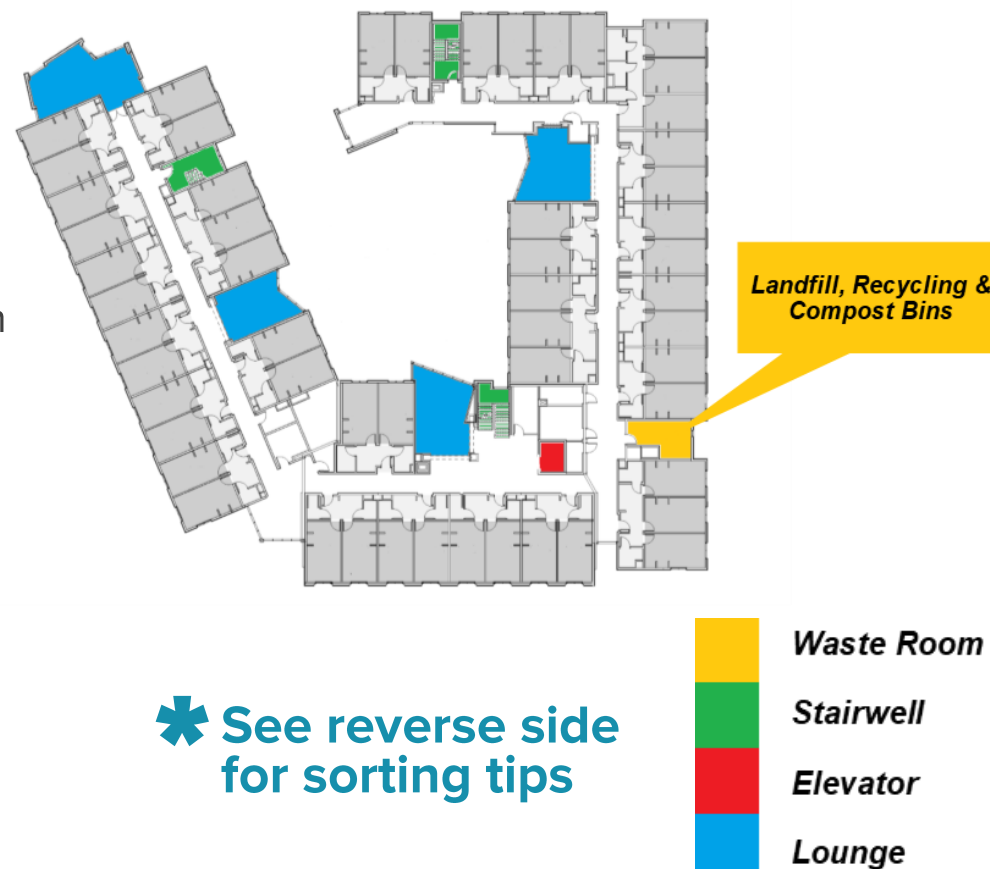 n
Landfill, Recycling &
Compost Bins
* See reverse side
for sorting tips
Waste Room
Stairwell
Elevator
Lounge